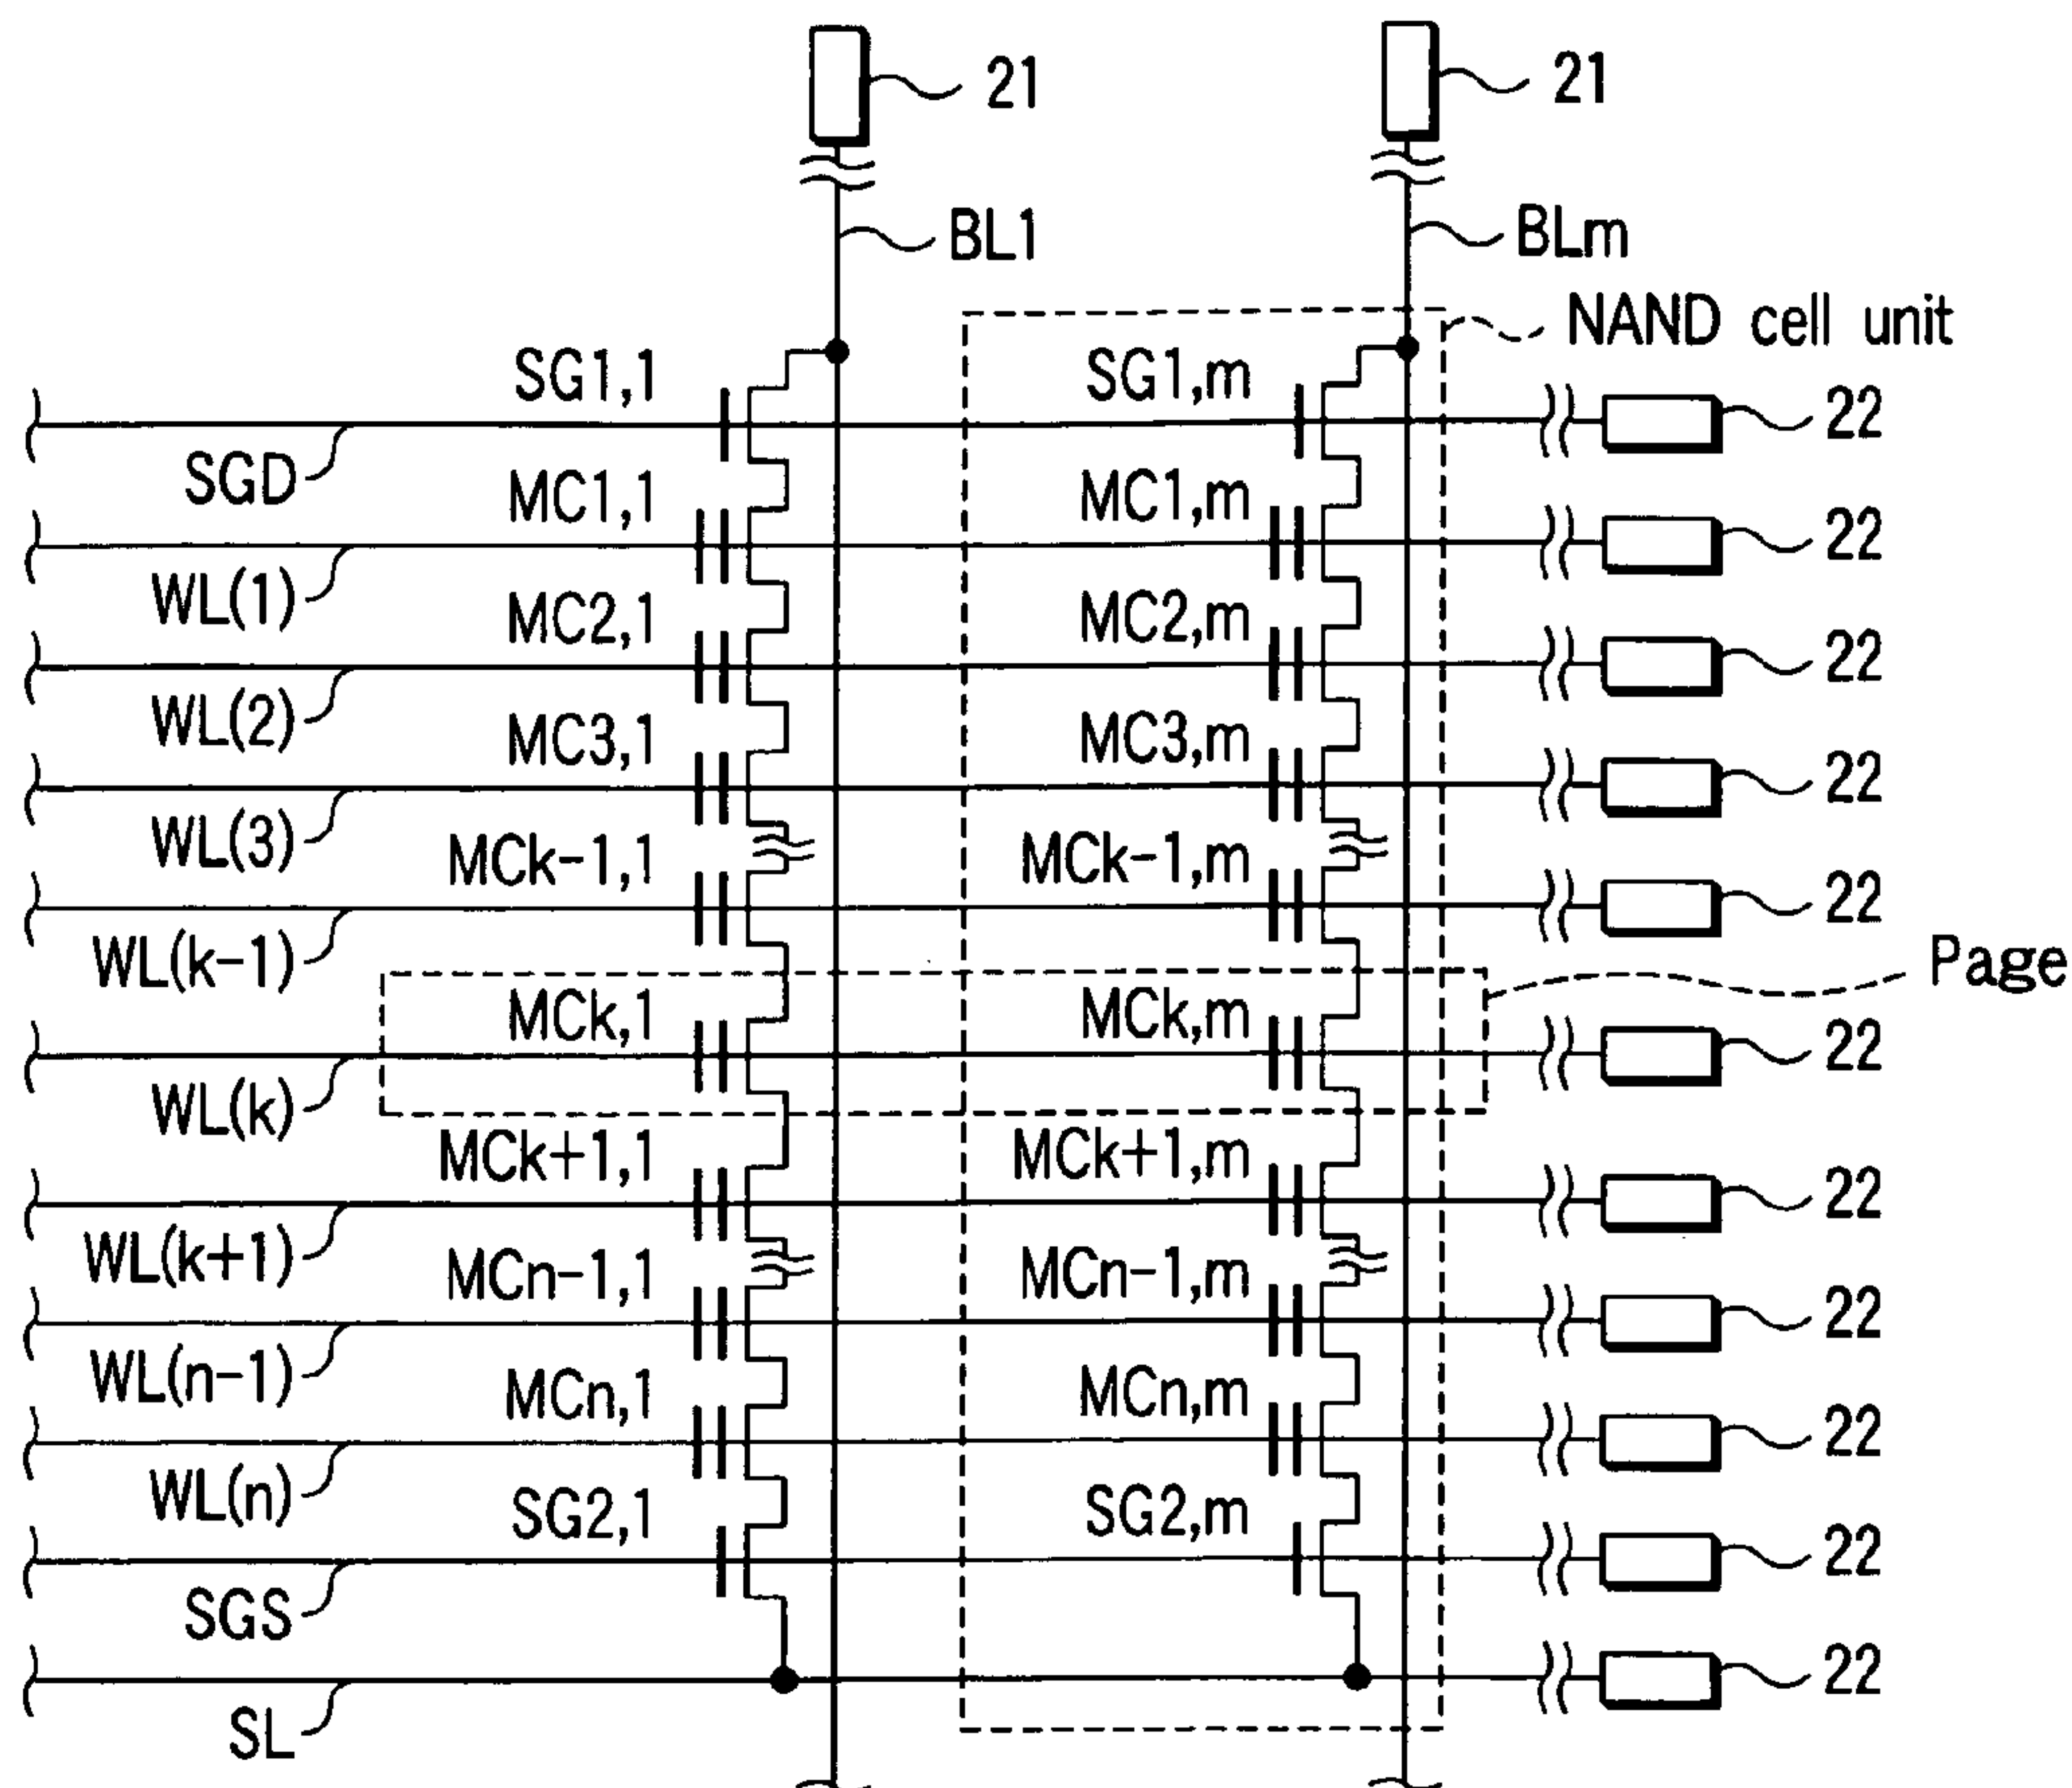 21
21
BL1
BLm
NAND cell unit
SG1,1
SG1,m
22
SGD
MC1,1
MC1,m
22
WL(1)
MC2,1
MC2,m
22
WL(2)
MC3,1
MC3,m
22
WL(3)
MCk-1,1
MCk-1,m
22
WL(k-1)
Page
MCk,1
MCk,m
22
WL(k)
MCk+1,1
MCk+1,m
22
WL(k+1)
MCn-1,1
MCn-1,m
22
WL(n-1)
MCn,1
MCn,m
22
WL(n)
SG2,1
SG2,m
22
SGS
22
SL